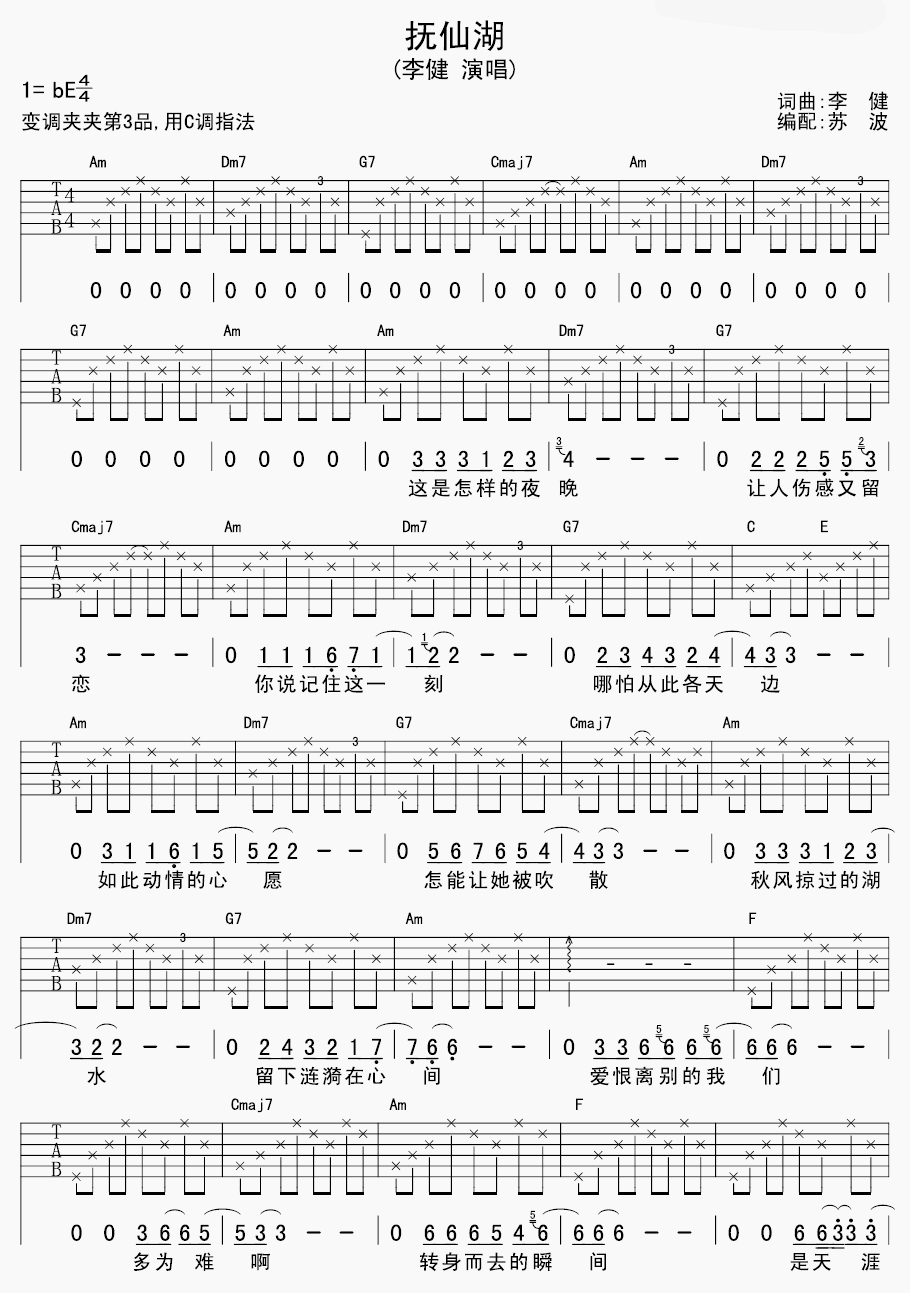 抚仙湖
(李健 演唱)
1= bE 4/4
变调夹夹第3品,用C调指法
词曲:李 健
编配:苏 波
Am Dm7 G7 Cmaj7 Am Dm7
T A B 4 4 3 3
0 0 0 0 0 0 0 0 0 0 0 0 0 0 0 0 0 0 0 0 0 0 0 0
G7 Am Am Dm7 G7
T A B 3
0 0 0 0 0 0 0 0 0 3 3 3 1 2 3 3 4 - - - 0 2 2 2 5 5 2 3
这是怎样的夜 晚 让人伤感又留
Cmaj7 Am Dm7 G7 C E
T A B 3
3 - - - 0 1 1 1 6 7 1 1 1 2 2 - - 0 2 3 4 3 2 4 4 3 3 - -
恋 你说记住这一 刻 哪怕从此各天 边
Am Dm7 G7 Cmaj7 Am
T A B 3
0 3 1 1 6 1 5 5 2 2 - - 0 5 6 7 6 5 4 4 3 3 - - 0 3 3 3 1 2 3
如此动情的心 愿 怎能让她被吹 散 秋风掠过的湖
Dm7 G7 Am F
T A B 3 - - -
3 2 2 - - 0 2 4 3 2 1 7 7 6 6 - - 0 3 3 6 5 6 6 5 6 6 6 6 - -
水 留下涟漪在心 间 爱恨离别的我 们
Cmaj7 Am F
T A B
0 0 3 6 6 5 5 3 3 - - 0 6 6 6 5 4 5 6 6 6 6 - - 0 0 6 6 3 3 3
多为 难 啊 转身而去的瞬 间 是天 涯